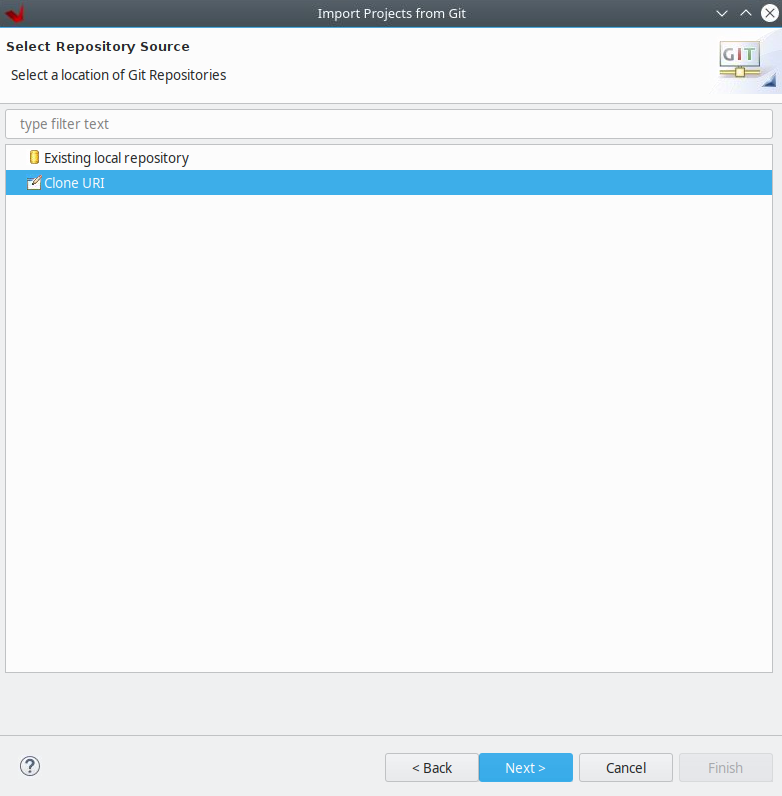 Import Projects from Git
Select Repository Source
Select a location of Git Repositories
GIT
type filter text
Existing local repository
Clone URI
?
< Back
Next >
Cancel
Finish